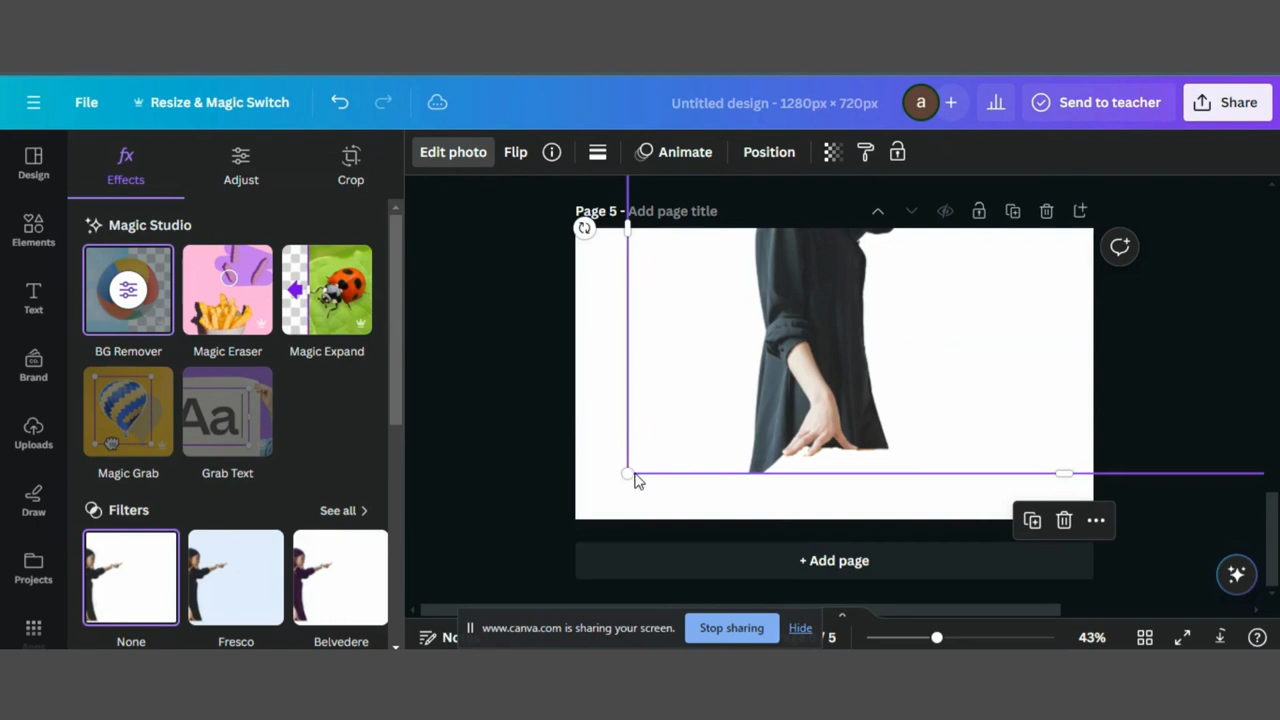 File
Resize & Magic Switch
Untitled design - 1280px × 720px
a
Send to teacher
Share
Design
Elements
Text
Brand
Uploads
Draw
Projects
Effects
Adjust
Crop
Magic Studio
BG Remover
Magic Eraser
Magic Expand
Aa
Magic Grab
Grab Text
Filters
See all
None
Fresco
Belvedere
Edit photo
Flip
Animate
Position
Page 5 - Add page title
+ Add page
www.canva.com is sharing your screen.
Stop sharing
Hide
/ 5
43%